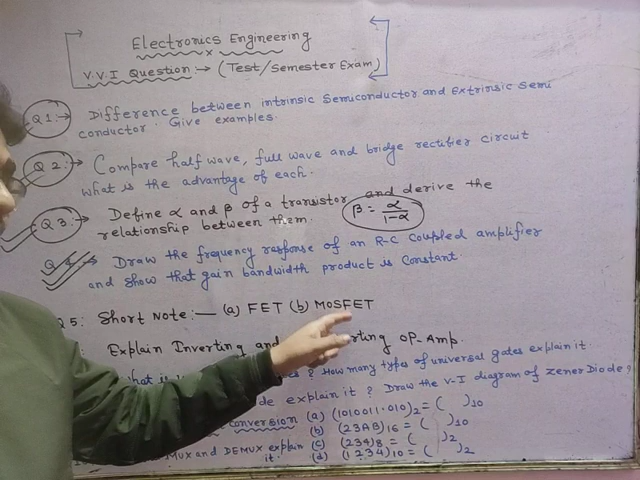 Electronics Engineering
x
V.V.I Question :→ (Test/Semester Exam)
Q1:→ Difference between intrinsic Semiconductor and Extrinsic Semi
conductor. Give examples.
Q2:→ Compare half wave, full wave and bridge rectifier circuit
what is the advantage of each.
Q3:→ Define α and β of a transistor and derive the
relationship between them. β = α/1-α
Draw the frequency response of an R-C coupled amplifier
and show that gain bandwidth product is constant.
Q5: Short Note:— (a) FET (b) MOSFET
Explain Inverting and OP-Amp.
? How many types of universal gates explain it.
explain it ? Draw the V-I diagram of zener Diode ?
conversion (a) (1010011.010)₂ = ( )₁₀
(b) (23AB)₁₆ = ( )₁₀
MUX and DEMUX explain (c) (234)₈ = ( )₂
it. (d) (1234)₁₀ = ( )₂